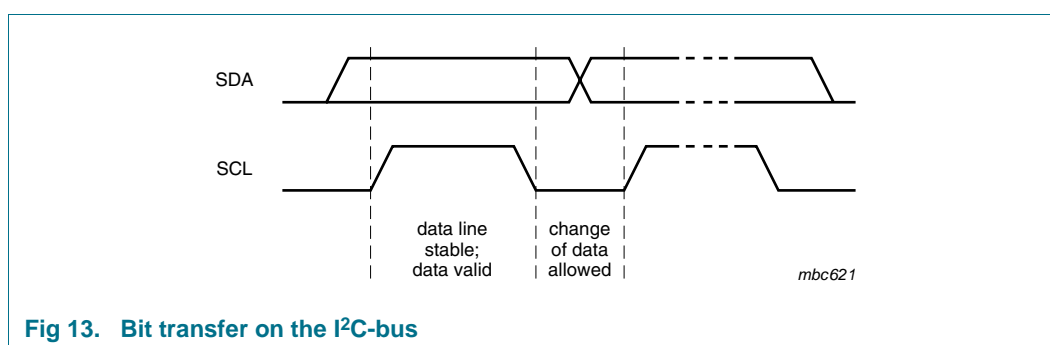 SDA
SCL
data line
stable;
data valid
change
of data
allowed
mbc621
Fig 13. Bit transfer on the I²C-bus